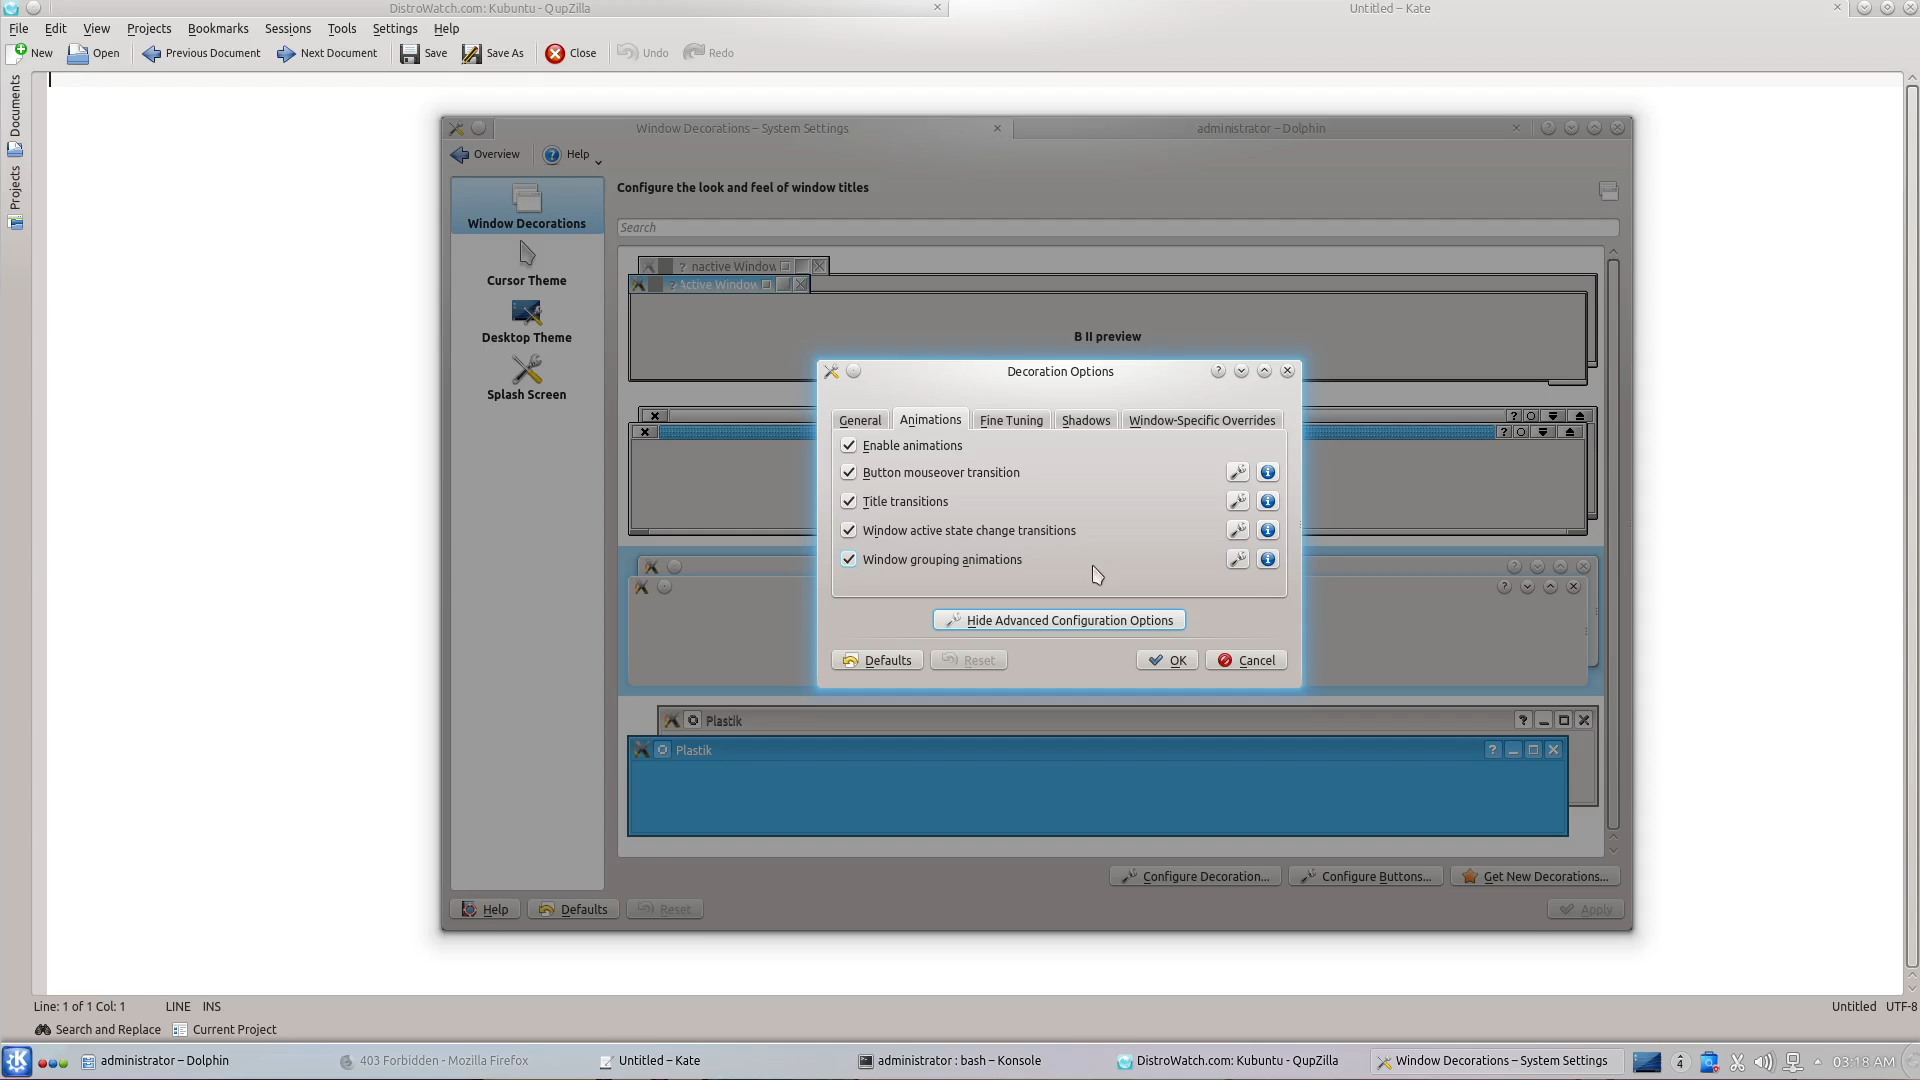 DistroWatch.com: Kubuntu - QupZilla
Untitled – Kate
File Edit View Projects Bookmarks Sessions Tools Settings Help
New Open Previous Document Next Document Save Save As Close Undo Redo
Documents
Projects
Window Decorations – System Settings
administrator – Dolphin
Overview Help
Configure the look and feel of window titles
Search
Window Decorations
Cursor Theme
Desktop Theme
Splash Screen
nactive Window
Active Window
B II preview
Decoration Options
General Animations Fine Tuning Shadows Window-Specific Overrides
Enable animations
Button mouseover transition
Title transitions
Window active state change transitions
Window grouping animations
Hide Advanced Configuration Options
Defaults Reset OK Cancel
Plastik
Plastik
Configure Decoration... Configure Buttons... Get New Decorations...
Help Defaults Reset Apply
Line: 1 of 1 Col: 1 LINE INS
Untitled UTF-8
Search and Replace Current Project
administrator – Dolphin
403 Forbidden - Mozilla Firefox
Untitled – Kate
administrator : bash – Konsole
DistroWatch.com: Kubuntu - QupZilla
Window Decorations – System Settings
4
03:18 AM